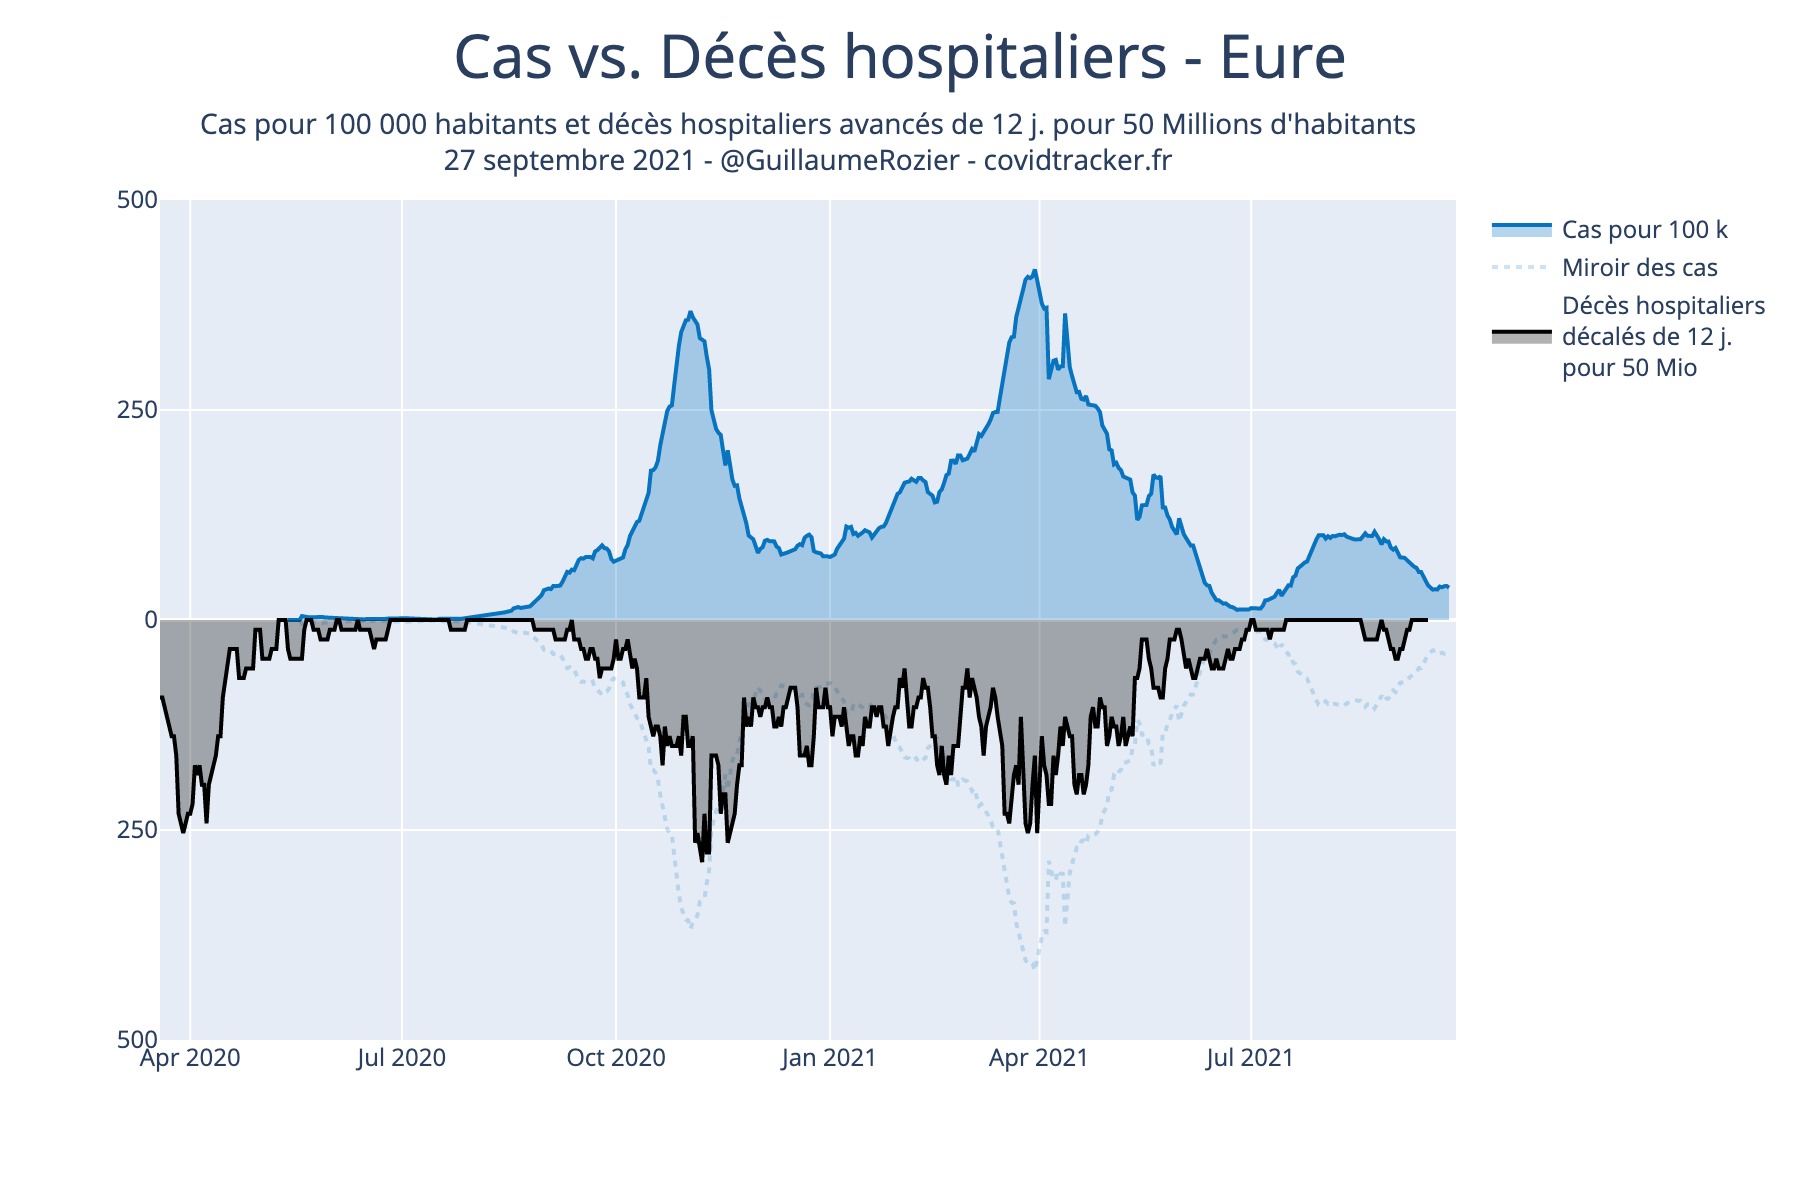 Cas vs. Décès hospitaliers - Eure
Cas pour 100 000 habitants et décès hospitaliers avancés de 12 j. pour 50 Millions d'habitants
27 septembre 2021 - @GuillaumeRozier - covidtracker.fr
500
250
0
250
500
Apr 2020
Jul 2020
Oct 2020
Jan 2021
Apr 2021
Jul 2021
Cas pour 100 k
Miroir des cas
Décès hospitaliers
décalés de 12 j.
pour 50 Mio